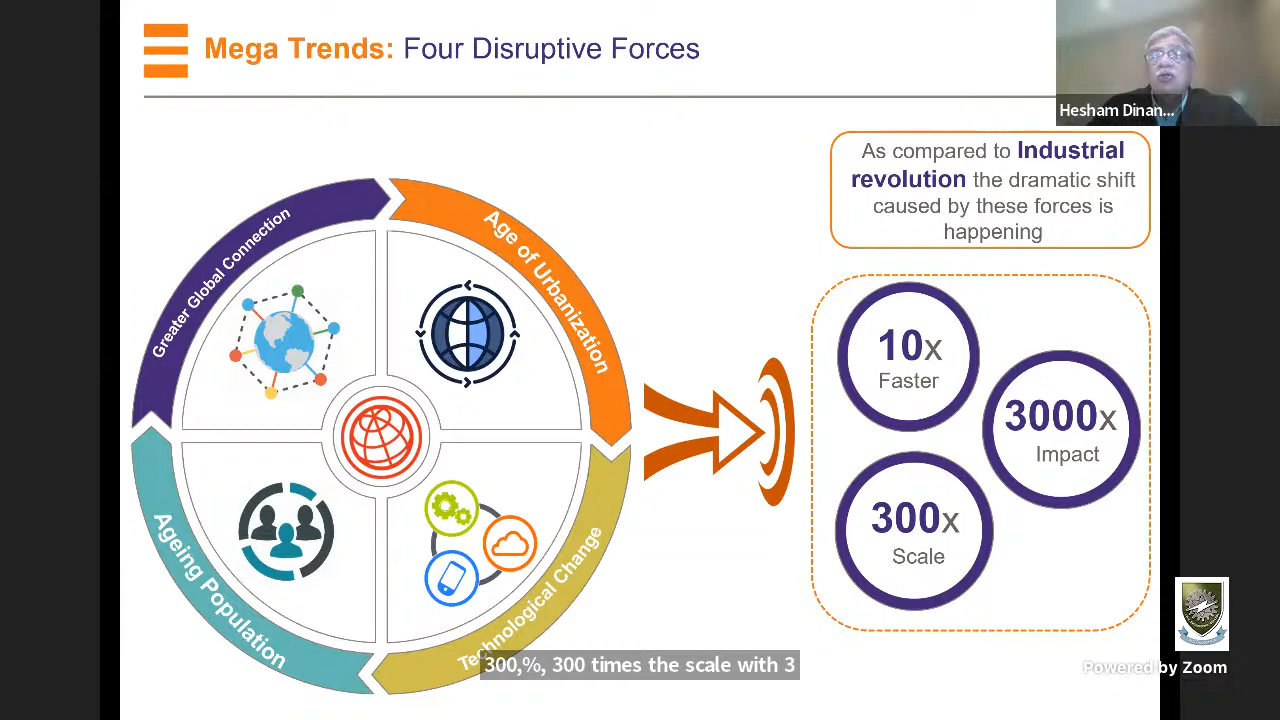 Mega Trends: Four Disruptive Forces
Hesham Dinan...
As compared to Industrial
revolution the dramatic shift
caused by these forces is
happening
Greater Global Connection
Age of Urbanization
Ageing Population
Technological Change
10x
Faster
3000x
Impact
300x
Scale
300,%, 300 times the scale with 3
Powered by Zoom